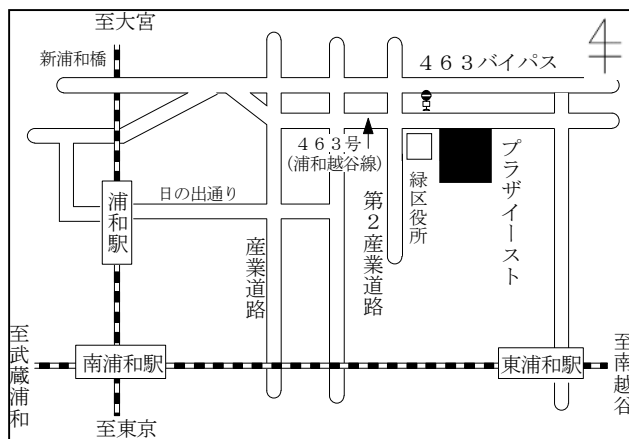 至大宮
新浦和橋
４６３バイパス
４６３号
(浦和越谷線)
プラザイースト
緑区役所
第２産業道路
日の出通り
浦和駅
産業道路
至武蔵浦和
南浦和駅
東浦和駅
至南越谷
至東京